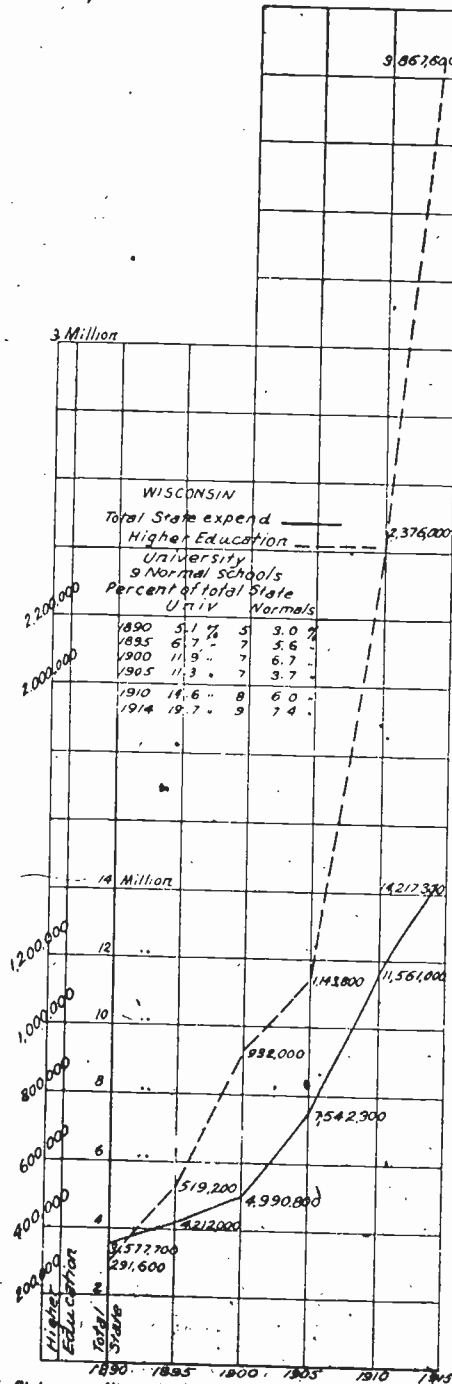 3,867,600
3 Million
WISCONSIN
Total State expend
Higher Education
University
9 Normal Schools
Percent of total State
Univ Normals
1890 5.1 % 5 3.0 %
1895 6.7 " 7 5.6 "
1900 11.9 " 7 6.7 "
1905 11.3 " 7 3.7 "
1910 14.6 " 8 6.0 "
1914 19.7 " 9 7.4 "
2,376,000
2,200,000
2,000,000
14 Million
14,217,300
1,200,000
12
1,143,800
11,561,000
1,000,000
10
932,000
800,000
8
7,542,300
600,000
6
519,200
4,990,800
400,000
4
4,212,000
3,577,700
291,600
200,000
2
Higher
Education
Total
State
1890 1895 1900 1905 1910 1915